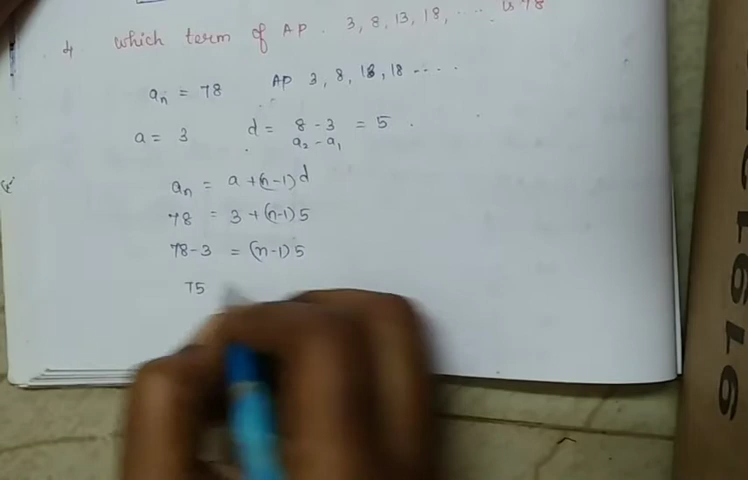 4 which term of AP. 3, 8, 13, 18, .... is 78
an = 78 AP 3, 8, 13, 18 ....
a = 3 d = 8 - 3 = 5.
a2 - a1
an = a + (n-1) d
78 = 3 + (n-1) 5
78-3 = (n-1) 5
75
9191